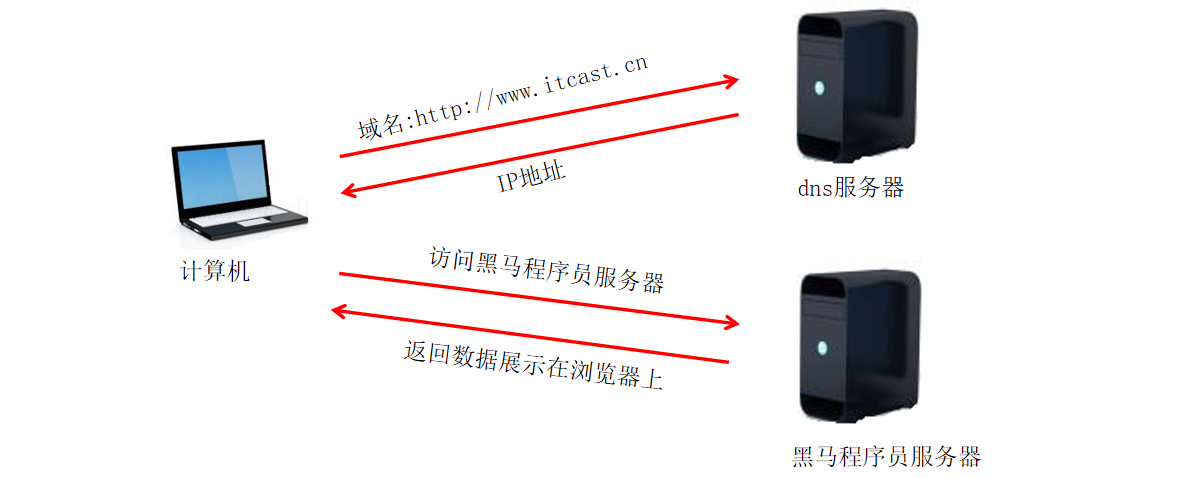 域名:http://www.itcast.cn
IP地址
dns服务器
计算机
访问黑马程序员服务器
返回数据展示在浏览器上
黑马程序员服务器